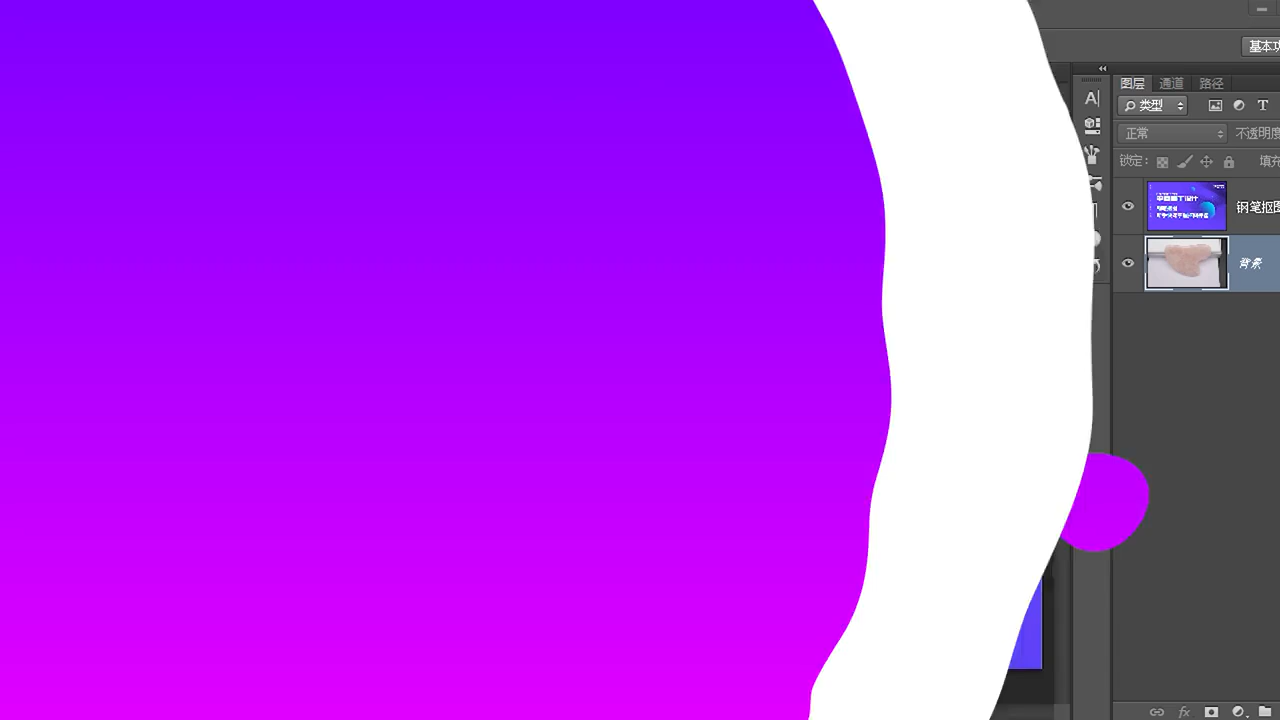 基本功
图层 通道 路径
类型
正常 不透明度
锁定: 填充
钢笔抠图
背景
fx